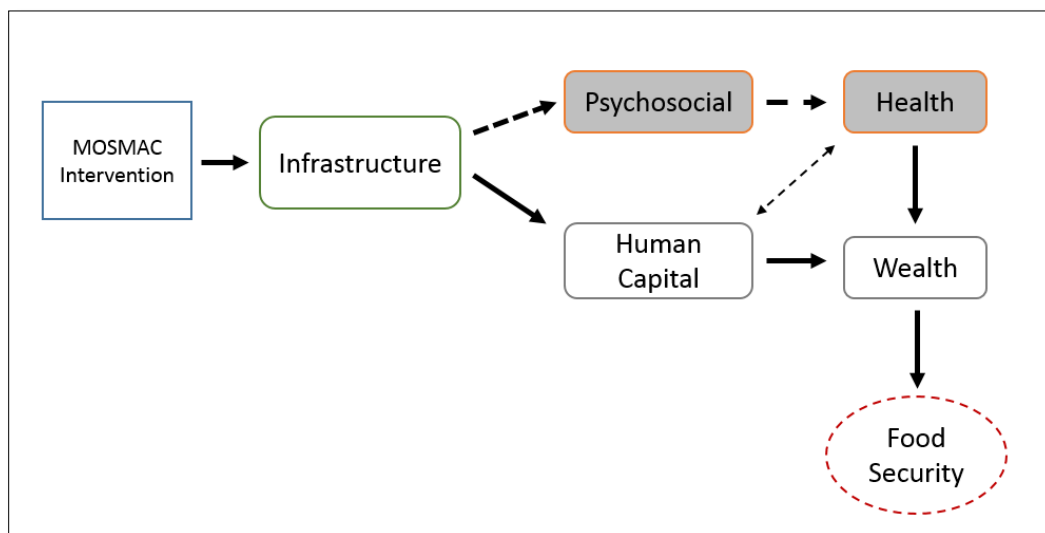 MOSMAC
Intervention
Infrastructure
Psychosocial
Health
Human
Capital
Wealth
Food
Security